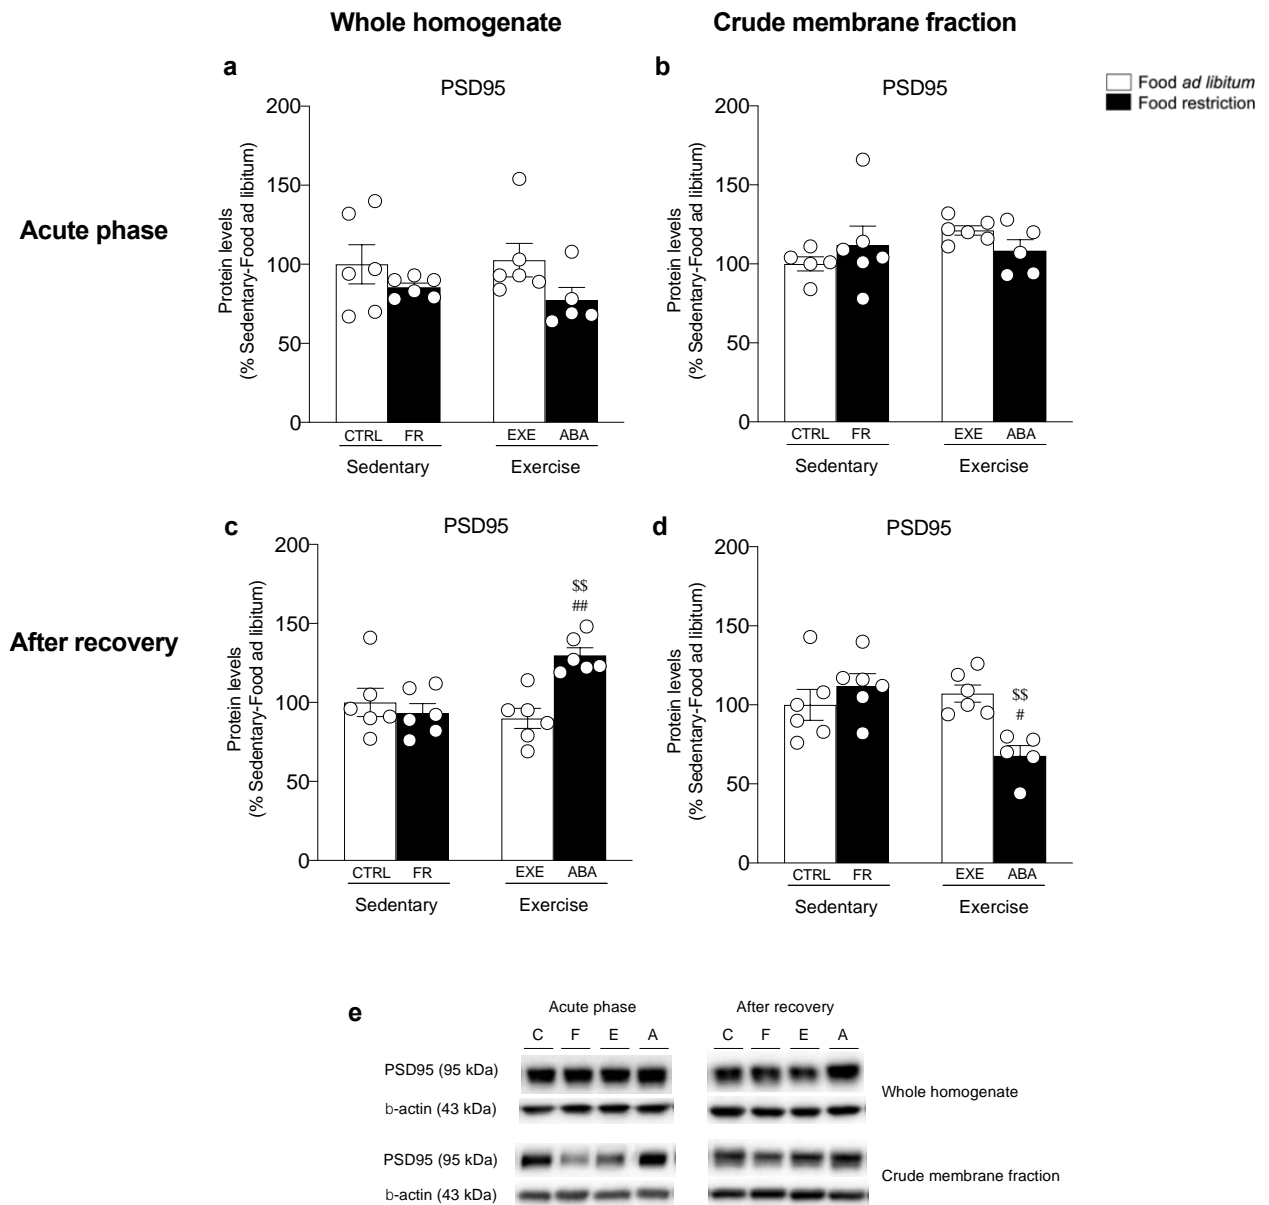 Whole homogenate
Crude membrane fraction
Acute phase
a
PSD95
200
150
100
50
0
Protein levels
(% Sedentary-Food ad libitum)
CTRL FR EXE ABA
Sedentary Exercise
b
PSD95
200
150
100
50
0
Protein levels
(% Sedentary-Food ad libitum)
CTRL FR EXE ABA
Sedentary Exercise
Food ad libitum
Food restriction
After recovery
c
PSD95
200
150
100
50
0
Protein levels
(% Sedentary-Food ad libitum)
$$
##
CTRL FR EXE ABA
Sedentary Exercise
d
PSD95
200
150
100
50
0
Protein levels
(% Sedentary-Food ad libitum)
$$
#
CTRL FR EXE ABA
Sedentary Exercise
e
Acute phase After recovery
C F E A C F E A
PSD95 (95 kDa)
Whole homogenate
b-actin (43 kDa)
PSD95 (95 kDa)
Crude membrane fraction
b-actin (43 kDa)